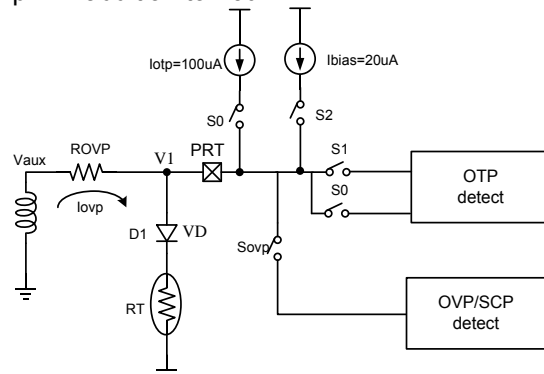 Iotp=100uA
Ibias=20uA
S0
S2
ROVP
V1
PRT
Vaux
S1
OTP
detect
Iovp
S0
D1
VD
Sovp
RT
OVP/SCP
detect